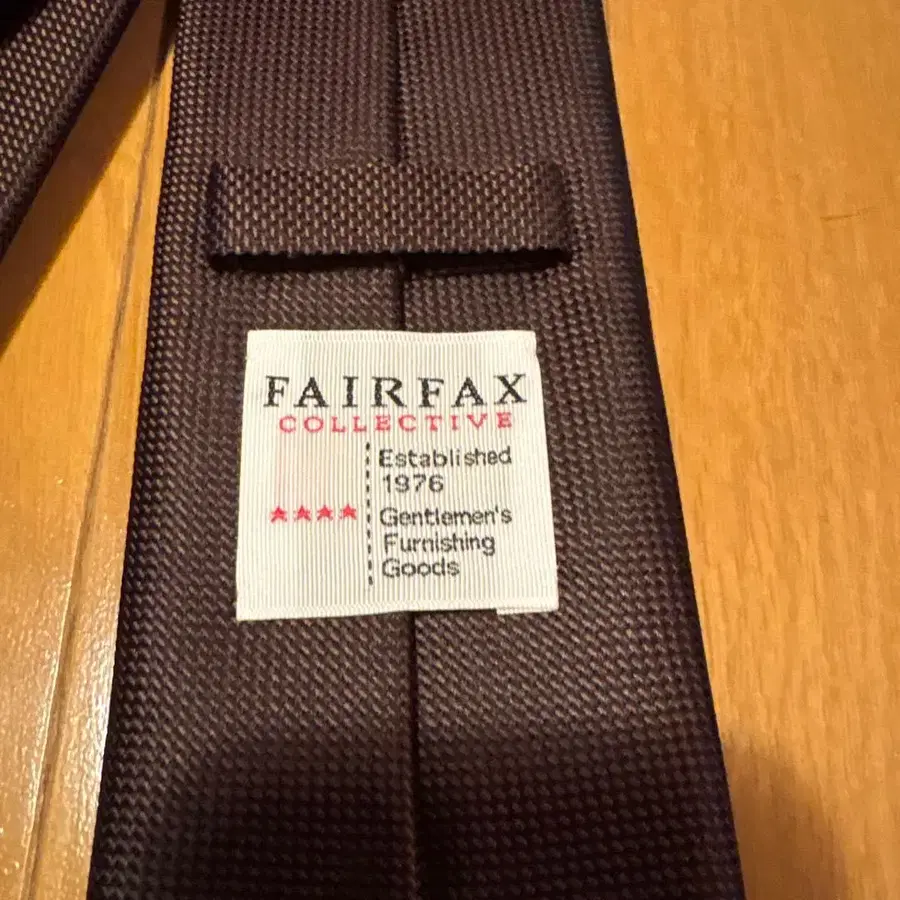 FAIRFAX
COLLECTIVE
Established
1976
★★★★ Gentlemen's
Furnishing
Goods